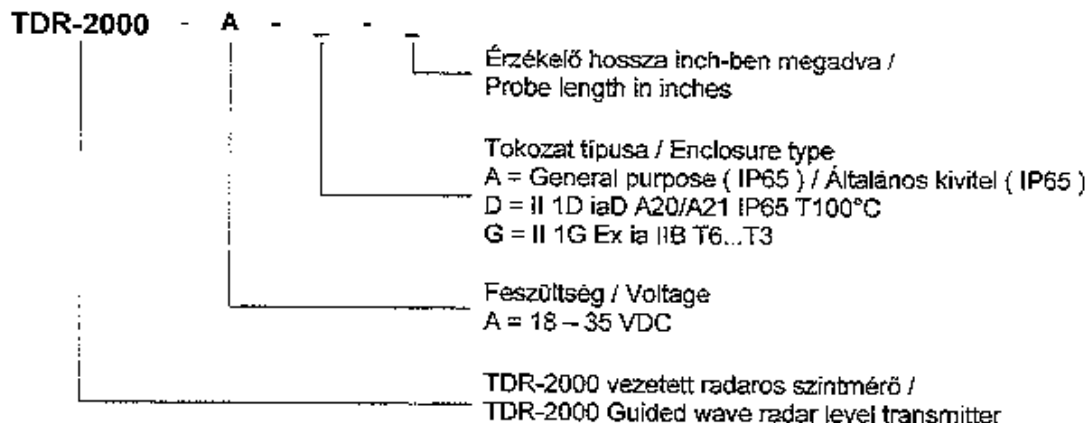 TDR-2000 - A - _ - _
Érzékelő hossza inch-ben megadva /
Probe length in inches
Tokozat típusa / Enclosure type
A = General purpose ( IP65 ) / Általános kivitel ( IP65 )
D = II 1D iaD A20/A21 IP65 T100°C
G = II 1G Ex ia IIB T6...T3
Feszültség / Voltage
A = 18 – 35 VDC
TDR-2000 vezetett radaros szintmérő /
TDR-2000 Guided wave radar level transmitter